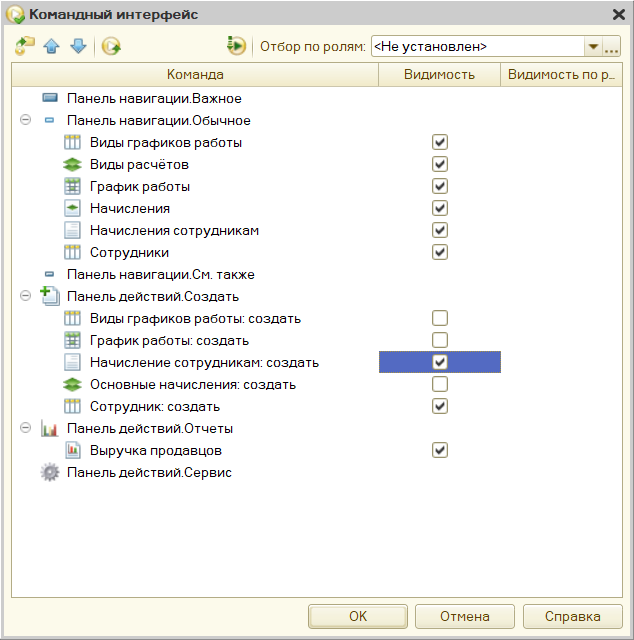 Командный интерфейс
Отбор по ролям: <Не установлен>
Команда Видимость Видимость по р...
Панель навигации.Важное
Панель навигации.Обычное
Виды графиков работы
Виды расчётов
График работы
Начисления
Начисления сотрудникам
Сотрудники
Панель навигации.См. также
Панель действий.Создать
Виды графиков работы: создать
График работы: создать
Начисление сотрудникам: создать
Основные начисления: создать
Сотрудник: создать
Панель действий.Отчеты
Выручка продавцов
Панель действий.Сервис
OK Отмена Справка